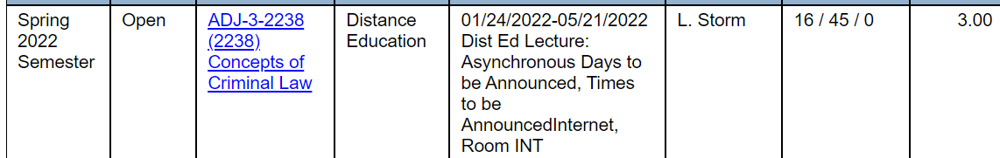 Spring
2022
Semester
Open
ADJ-3-2238
(2238)
Concepts of
Criminal Law
Distance
Education
01/24/2022-05/21/2022
Dist Ed Lecture:
Asynchronous Days to
be Announced, Times
to be
AnnouncedInternet,
Room INT
L. Storm
16 / 45 / 0
3.00